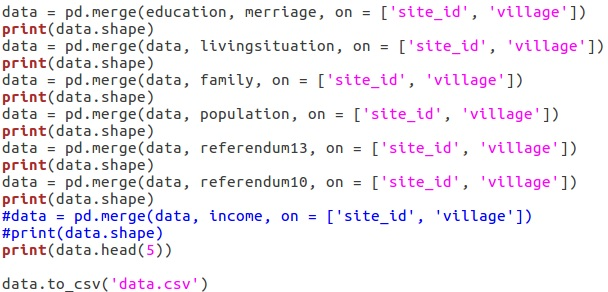 data = pd.merge(education, merriage, on = ['site_id', 'village'])
print(data.shape)
data = pd.merge(data, livingsituation, on = ['site_id', 'village'])
print(data.shape)
data = pd.merge(data, family, on = ['site_id', 'village'])
print(data.shape)
data = pd.merge(data, population, on = ['site_id', 'village'])
print(data.shape)
data = pd.merge(data, referendum13, on = ['site_id', 'village'])
print(data.shape)
data = pd.merge(data, referendum10, on = ['site_id', 'village'])
print(data.shape)
#data = pd.merge(data, income, on = ['site_id', 'village'])
#print(data.shape)
print(data.head(5))
data.to_csv('data.csv')